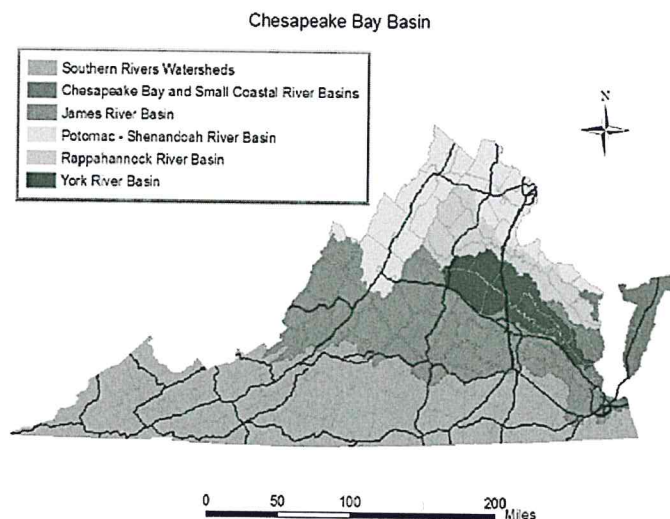 Chesapeake Bay Basin
Southern Rivers Watersheds
Chesapeake Bay and Small Coastal River Basins
James River Basin
Potomac - Shenandoah River Basin
Rappahannock River Basin
York River Basin
N
0 50 100 200 Miles